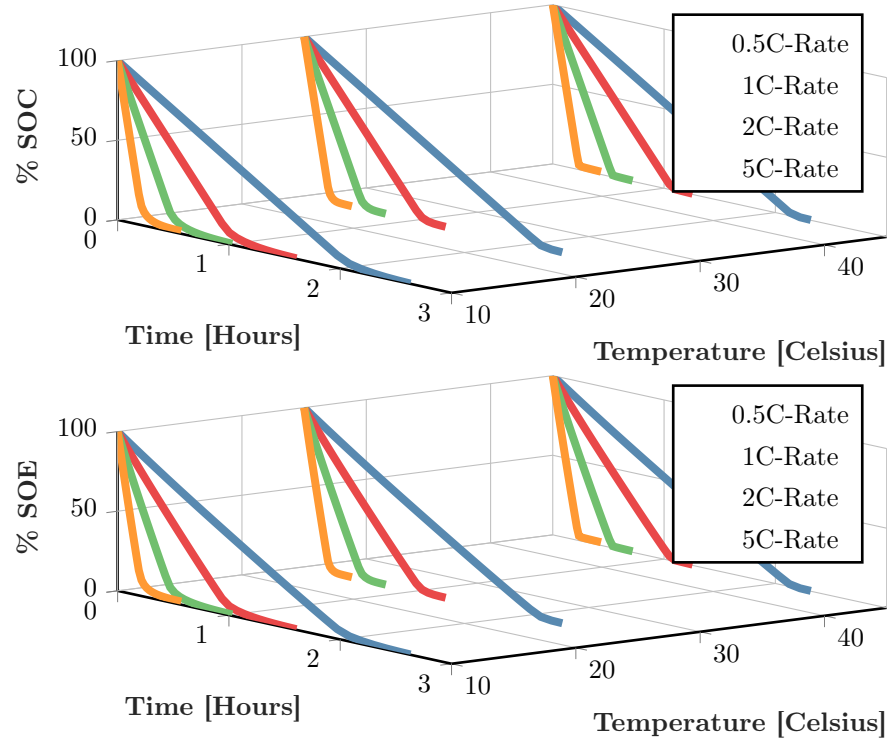 100
50
0
% SOC
0
1
2
3
Time [Hours]
10
20
30
40
Temperature [Celsius]
0.5C-Rate
1C-Rate
2C-Rate
5C-Rate
100
50
0
% SOE
0
1
2
3
Time [Hours]
10
20
30
40
Temperature [Celsius]
0.5C-Rate
1C-Rate
2C-Rate
5C-Rate